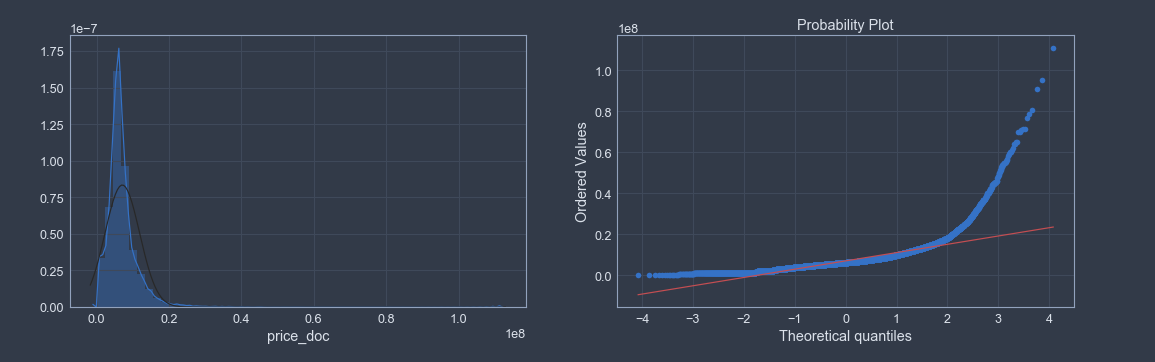 1e−7
1.75
1.50
1.25
1.00
0.75
0.50
0.25
0.00
0.0 0.2 0.4 0.6 0.8 1.0
1e8
price_doc
Probability Plot
1e8
1.0
0.8
0.6
0.4
0.2
0.0
Ordered Values
−4 −3 −2 −1 0 1 2 3 4
Theoretical quantiles